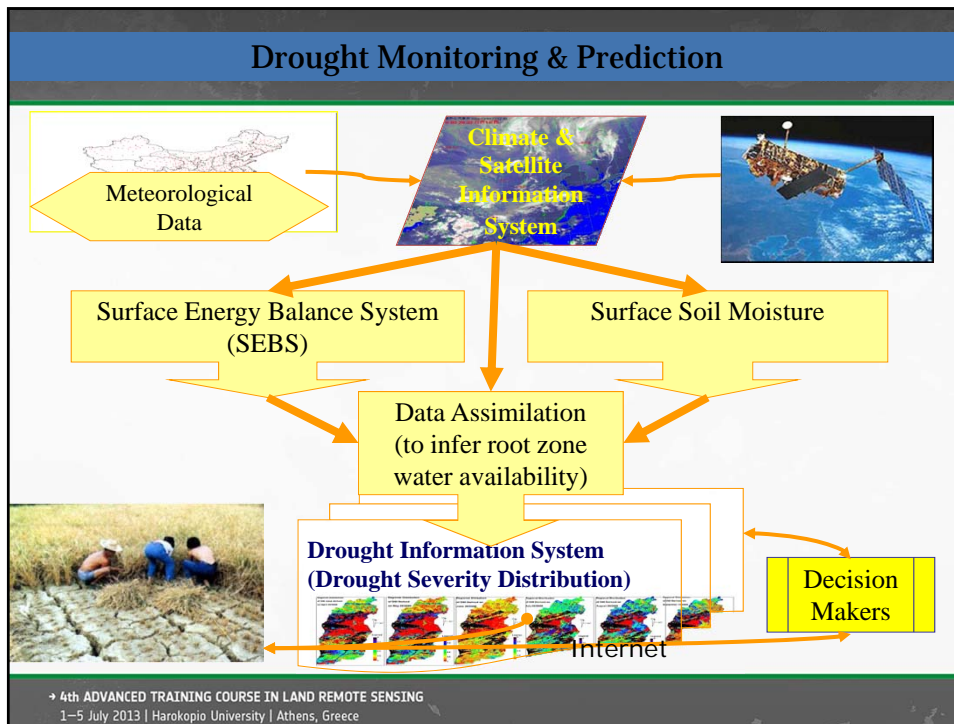 Drought Monitoring & Prediction
Meteorological
Data
Climate &
Satellite
Information
System
Surface Energy Balance System
(SEBS)
Surface Soil Moisture
Data Assimilation
(to infer root zone
water availability)
Drought Information System
(Drought Severity Distribution)
Decision
Makers
Internet
→ 4th ADVANCED TRAINING COURSE IN LAND REMOTE SENSING
1–5 July 2013 | Harokopio University | Athens, Greece